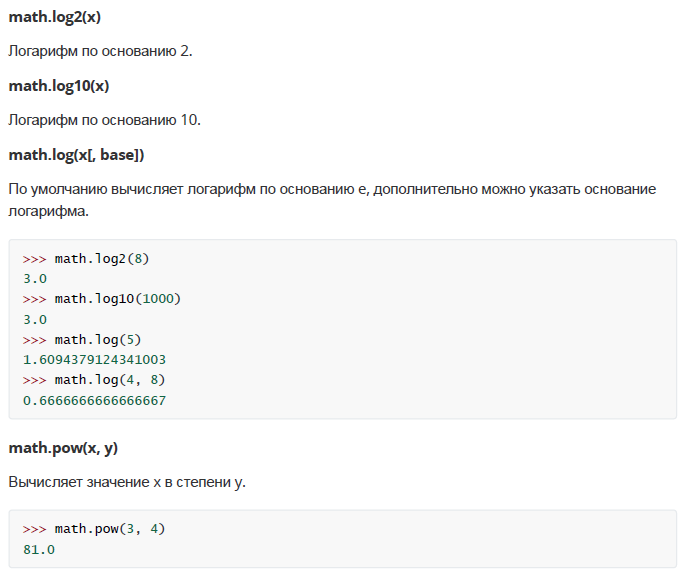 math.log2(x)
Логарифм по основанию 2.
math.log10(x)
Логарифм по основанию 10.
math.log(x[, base])
По умолчанию вычисляет логарифм по основанию e, дополнительно можно указать основание
логарифма.
>>> math.log2(8)
3.0
>>> math.log10(1000)
3.0
>>> math.log(5)
1.6094379124341003
>>> math.log(4, 8)
0.6666666666666667
math.pow(x, y)
Вычисляет значение x в степени y.
>>> math.pow(3, 4)
81.0